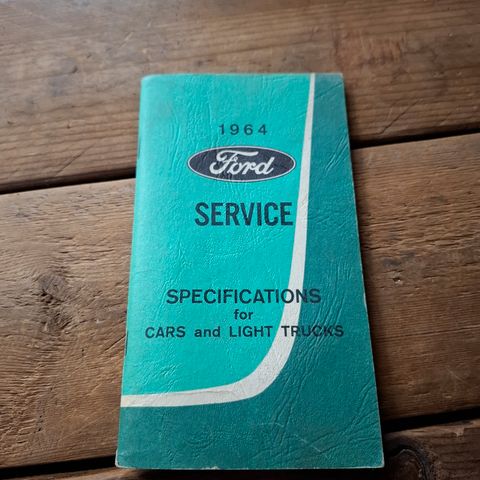 1964
Ford
SERVICE
SPECIFICATIONS
for
CARS and LIGHT TRUCKS